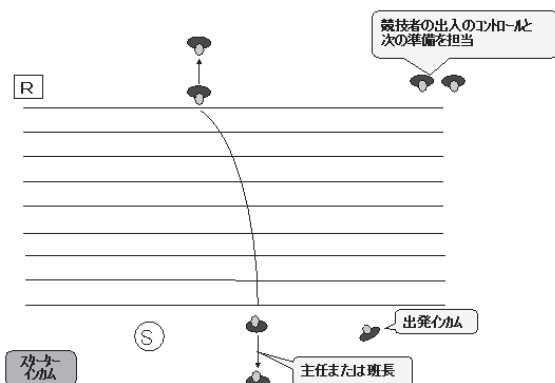 競技者の出入のコントロールと
次の準備を担当
R
出発インカム
S
スターター
インカム
主任または班長